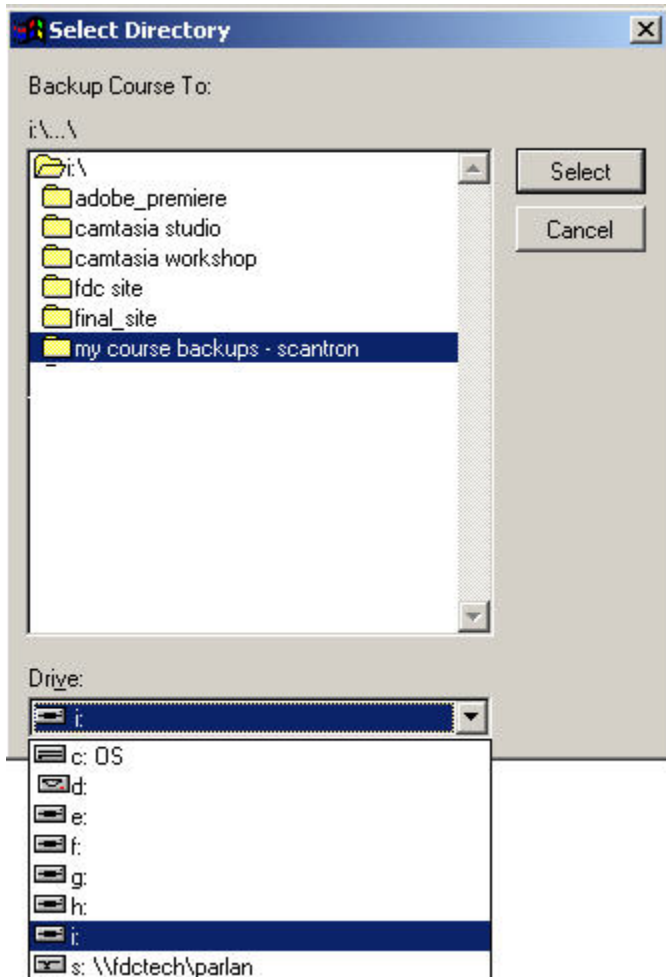 Select Directory
Backup Course To:
i:\...\
i:\
adobe_premiere
camtasia studio
camtasia workshop
fdc site
final_site
my course backups - scantron
Select
Cancel
Drive:
i:
c: OS
d:
e:
f:
g:
h:
i:
s: \\fdctech\parlan